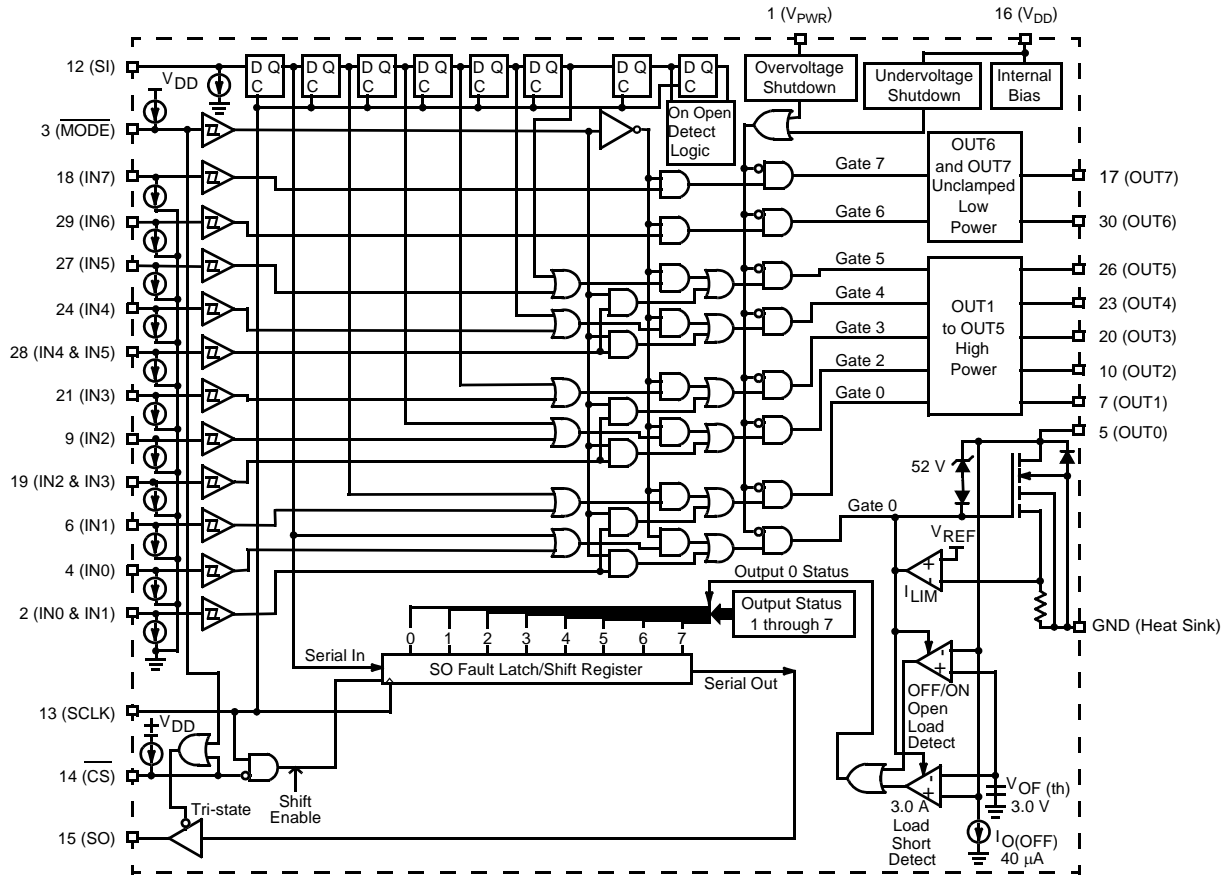 1 (VPWR)
16 (VDD)
12 (SI)
VDD
D Q
C
D Q
C
D Q
C
D Q
C
D Q
C
D Q
C
D Q
C
D Q
C
Overvoltage
Shutdown
Undervoltage
Shutdown
Internal
Bias
3 (MODE)
On Open
Detect
Logic
18 (IN7)
29 (IN6)
27 (IN5)
24 (IN4)
28 (IN4 & IN5)
21 (IN3)
9 (IN2)
19 (IN2 & IN3)
6 (IN1)
4 (IN0)
2 (IN0 & IN1)
Gate 7
Gate 6
Gate 5
Gate 4
Gate 3
Gate 2
Gate 0
Gate 0
OUT6
and OUT7
Unclamped
Low
Power
OUT1
to OUT5
High
Power
17 (OUT7)
30 (OUT6)
26 (OUT5)
23 (OUT4)
20 (OUT3)
10 (OUT2)
7 (OUT1)
5 (OUT0)
52 V
VREF
+
-
ILIM
GND (Heat Sink)
Output 0 Status
Output Status
1 through 7
0 1 2 3 4 5 6 7
Serial In
SO Fault Latch/Shift Register
Serial Out
13 (SCLK)
+
VDD
14 (CS)
Shift
Enable
Tri-state
15 (SO)
-
+
OFF/ON
Open
Load
Detect
-
+
3.0 A
Load
Short
Detect
VOF (th)
3.0 V
IO(OFF)
40 μA